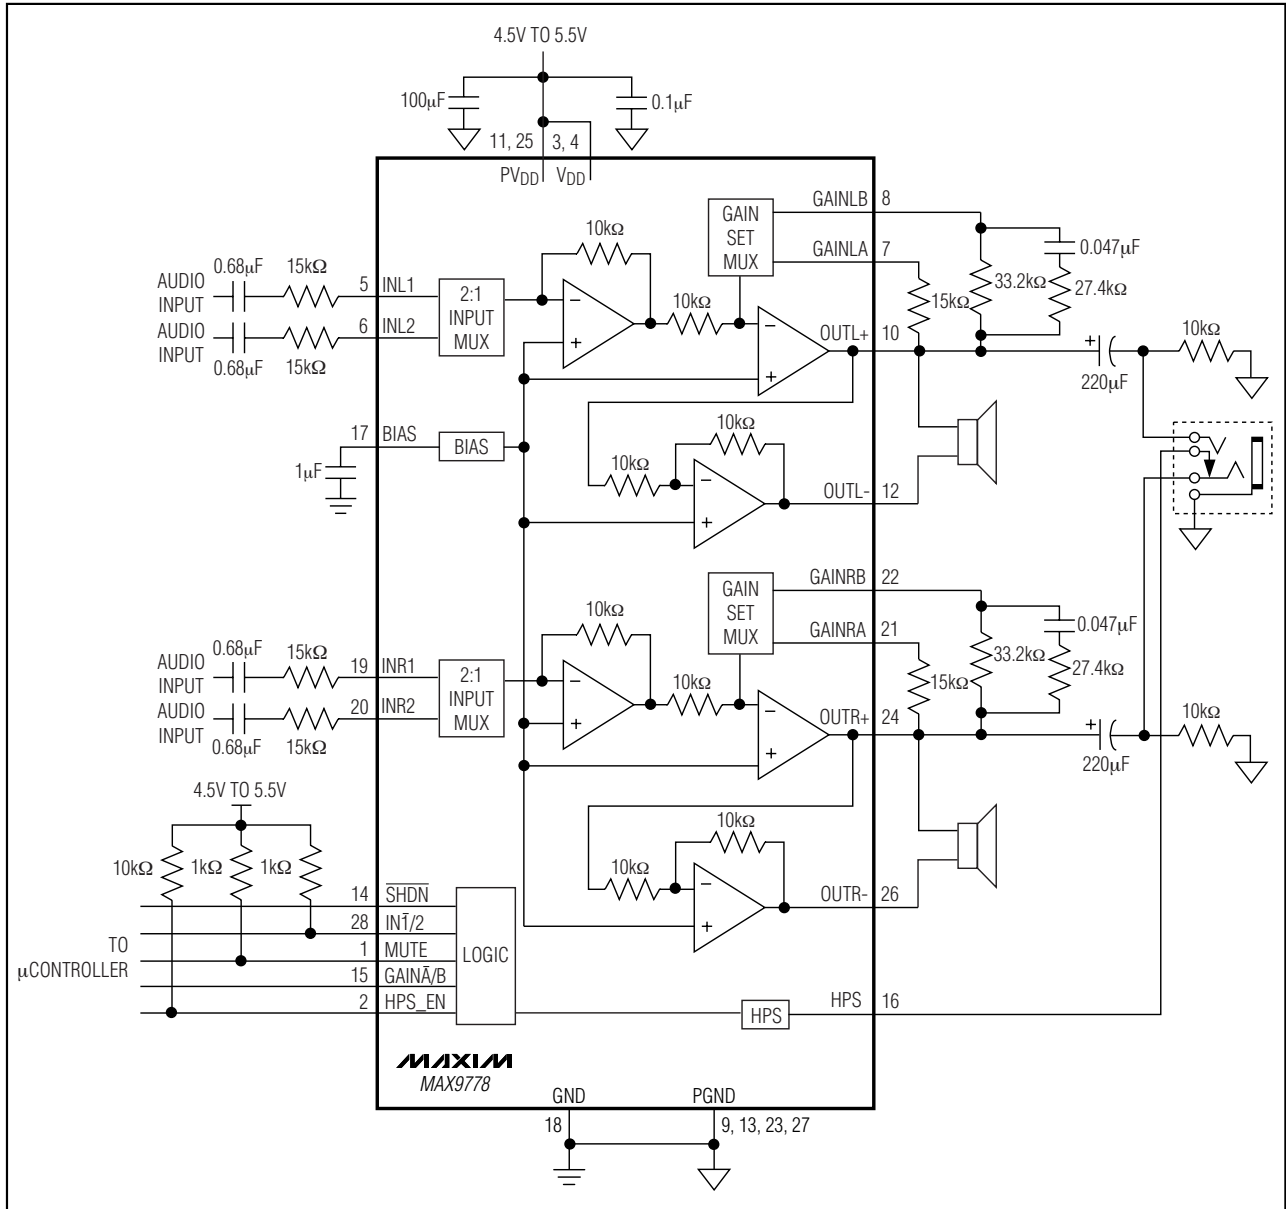 4.5V TO 5.5V
100µF
0.1µF
11, 25
3, 4
PVDD
VDD
GAINLB
8
GAIN
SET
MUX
10kΩ
GAINLA
7
0.047µF
AUDIO
INPUT
0.68µF
15kΩ
5
INL1
2:1
INPUT
MUX
33.2kΩ
27.4kΩ
15kΩ
10kΩ
AUDIO
INPUT
0.68µF
15kΩ
6
INL2
−
+
−
+
OUTL+
10
+
220µF
10kΩ
17
BIAS
BIAS
1µF
10kΩ
10kΩ
−
+
OUTL-
12
GAINRB
22
GAIN
SET
MUX
10kΩ
GAINRA
21
0.047µF
AUDIO
INPUT
0.68µF
15kΩ
19
INR1
2:1
INPUT
MUX
33.2kΩ
27.4kΩ
15kΩ
10kΩ
AUDIO
INPUT
0.68µF
15kΩ
20
INR2
−
+
−
+
OUTR+
24
+
220µF
10kΩ
4.5V TO 5.5V
10kΩ
1kΩ
1kΩ
10kΩ
10kΩ
−
+
OUTR-
26
TO
µCONTROLLER
14
S̅H̅D̅N̅
28
IN1̅/2
1
MUTE
15
GAINA̅/B
2
HPS_EN
LOGIC
HPS
HPS
16
MAXIM
MAX9778
GND
18
PGND
9, 13, 23, 27